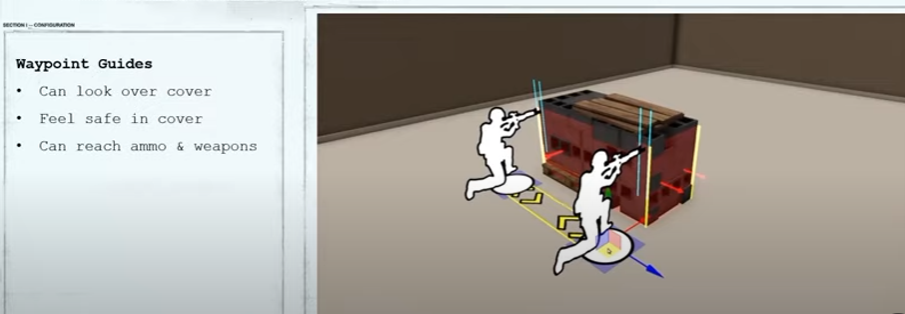 SECTION I — CONFIGURATION
Waypoint Guides
• Can look over cover
• Feel safe in cover
• Can reach ammo & weapons